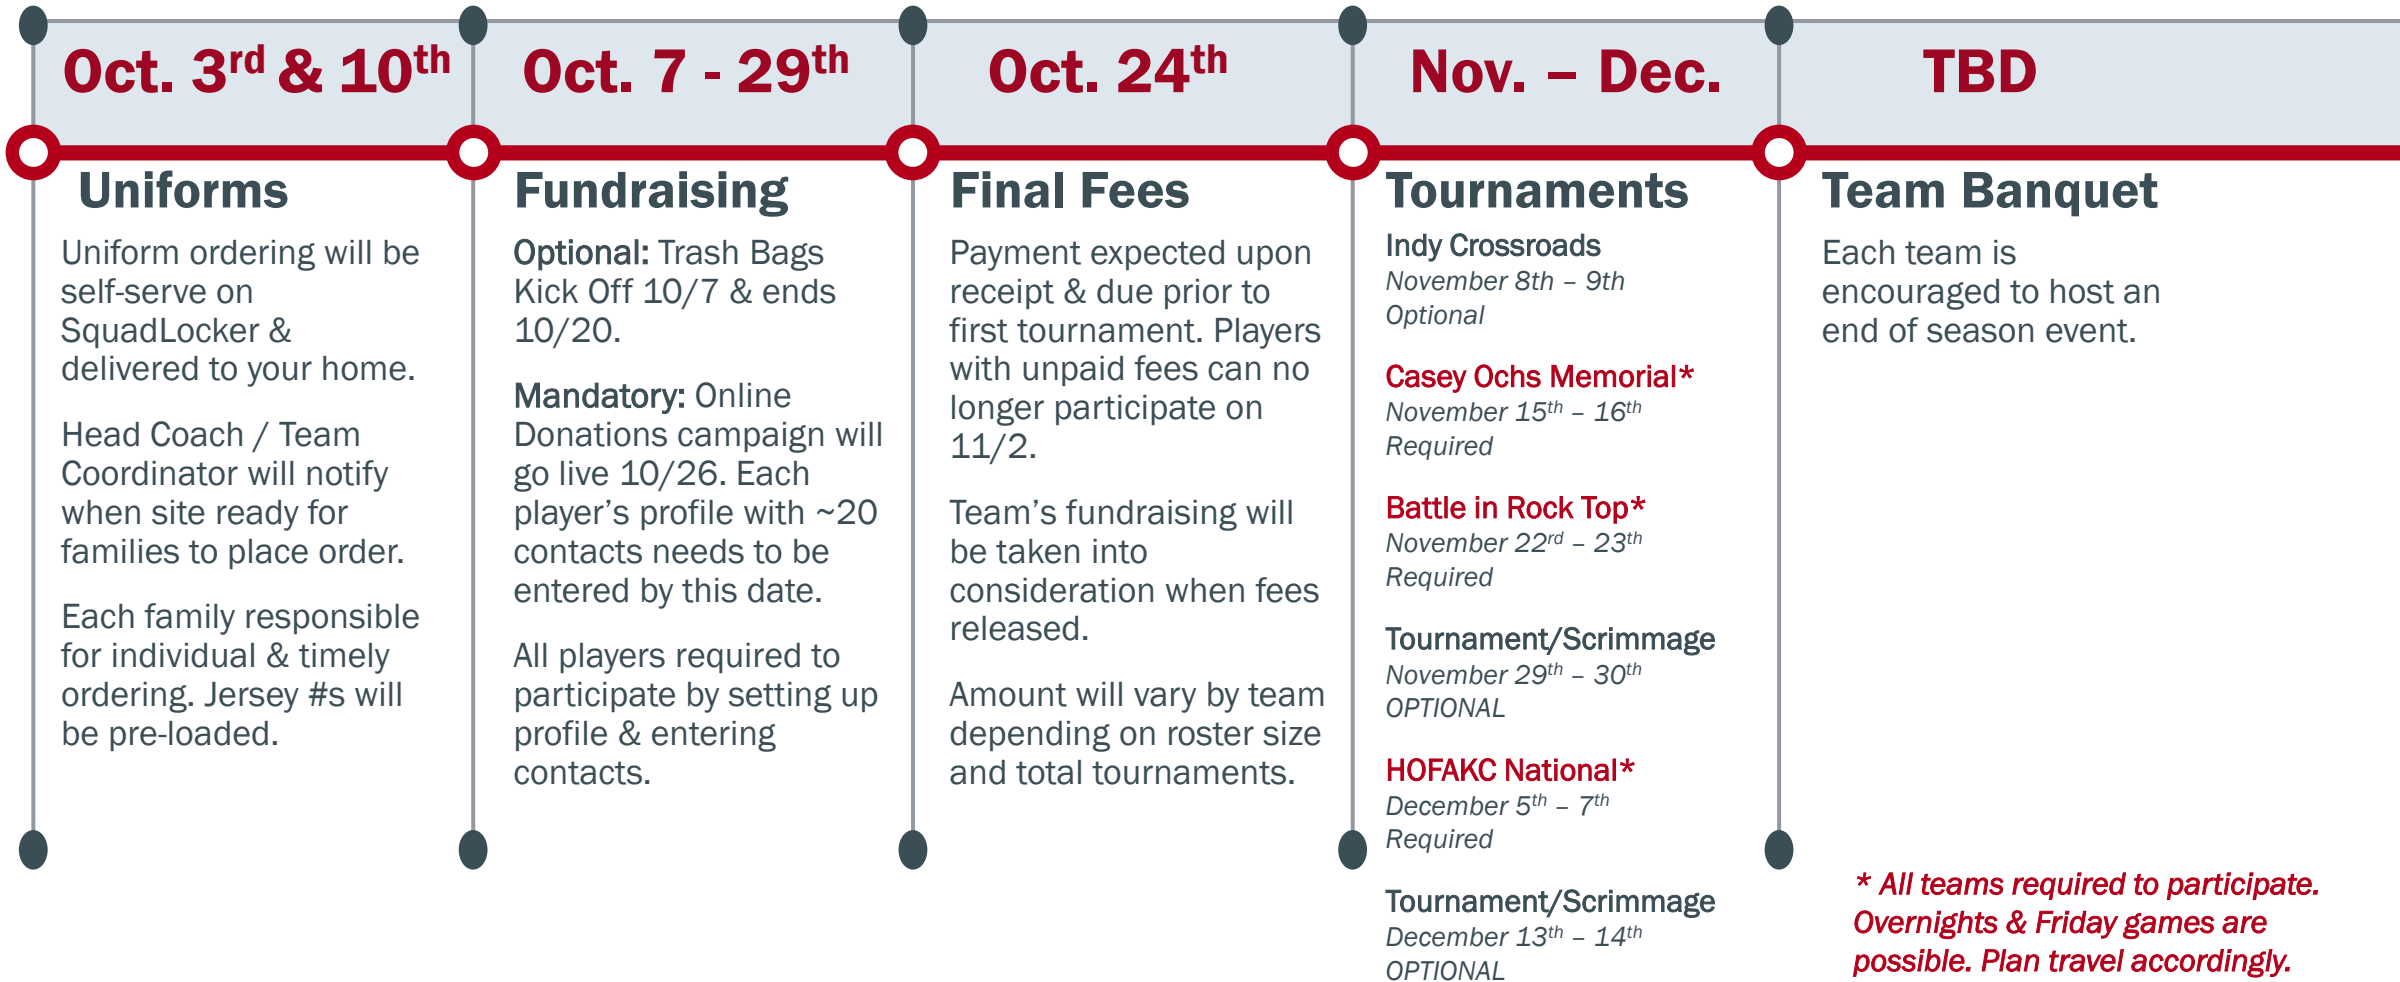 Oct. 3rd & 10th
Uniforms
Uniform ordering will be
self-serve on
SquadLocker &
delivered to your home.
Head Coach / Team
Coordinator will notify
when site ready for
families to place order.
Each family responsible
for individual & timely
ordering. Jersey #s will
be pre-loaded.
Oct. 7 - 29th
Fundraising
Optional: Trash Bags
Kick Off 10/7 & ends
10/20.
Mandatory: Online
Donations campaign will
go live 10/26. Each
player’s profile with ~20
contacts needs to be
entered by this date.
All players required to
participate by setting up
profile & entering
contacts.
Oct. 24th
Final Fees
Payment expected upon
receipt & due prior to
first tournament. Players
with unpaid fees can no
longer participate on
11/2.
Team’s fundraising will
be taken into
consideration when fees
released.
Amount will vary by team
depending on roster size
and total tournaments.
Nov. – Dec.
Tournaments
Indy Crossroads
November 8th – 9th
Optional
Casey Ochs Memorial*
November 15th – 16th
Required
Battle in Rock Top*
November 22rd – 23th
Required
Tournament/Scrimmage
November 29th – 30th
OPTIONAL
HOFAKC National*
December 5th – 7th
Required
Tournament/Scrimmage
December 13th – 14th
OPTIONAL
TBD
Team Banquet
Each team is
encouraged to host an
end of season event.
* All teams required to participate.
Overnights & Friday games are
possible. Plan travel accordingly.